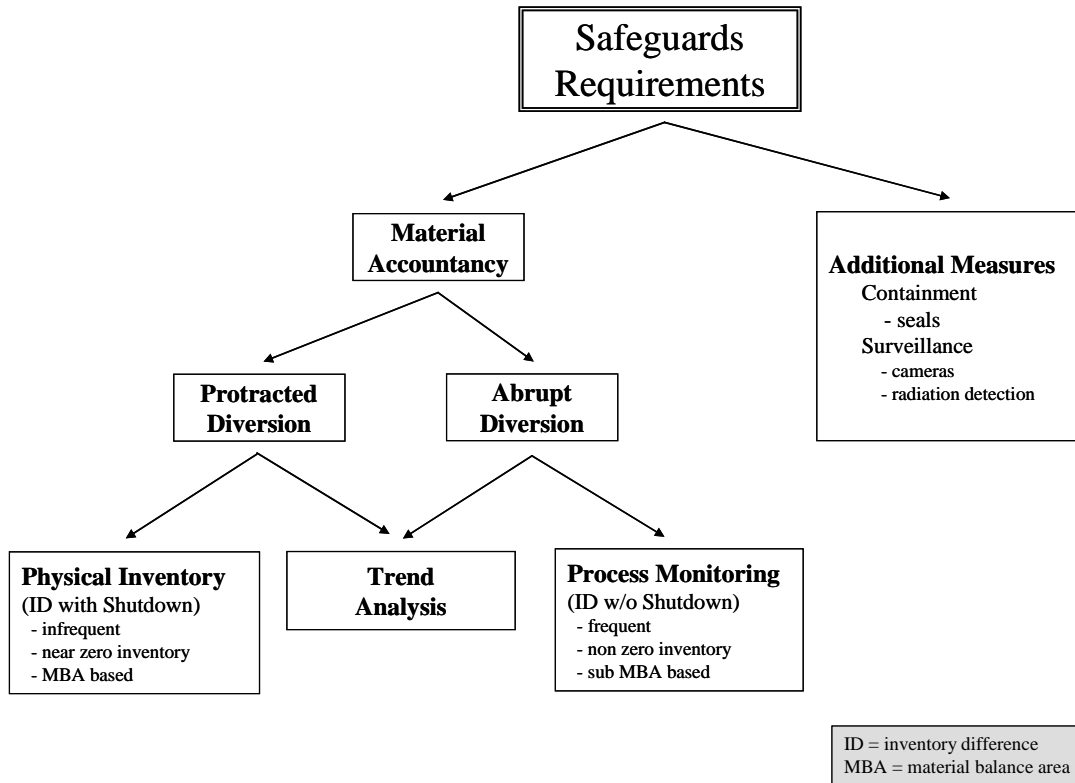 Safeguards
Requirements
Material
Accountancy
Additional Measures
Containment
- seals
Surveillance
- cameras
- radiation detection
Protracted
Diversion
Abrupt
Diversion
Physical Inventory
(ID with Shutdown)
- infrequent
- near zero inventory
- MBA based
Trend
Analysis
Process Monitoring
(ID w/o Shutdown)
- frequent
- non zero inventory
- sub MBA based
ID = inventory difference
MBA = material balance area